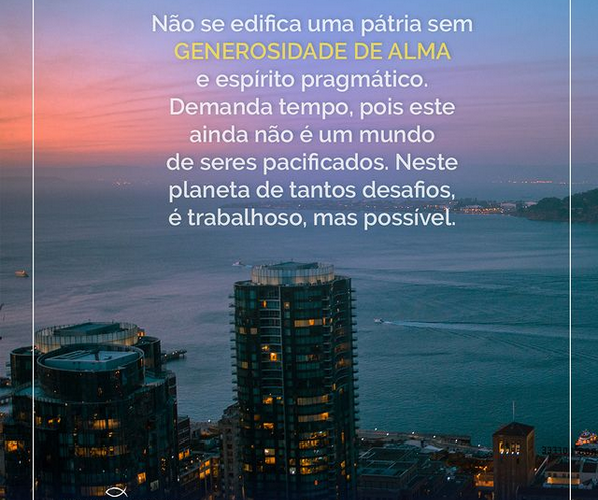 Não se edifica uma pátria sem
GENEROSIDADE DE ALMA
e espírito pragmático.
Demanda tempo, pois este
ainda não é um mundo
de seres pacificados. Neste
planeta de tantos desafios,
é trabalhoso, mas possível.